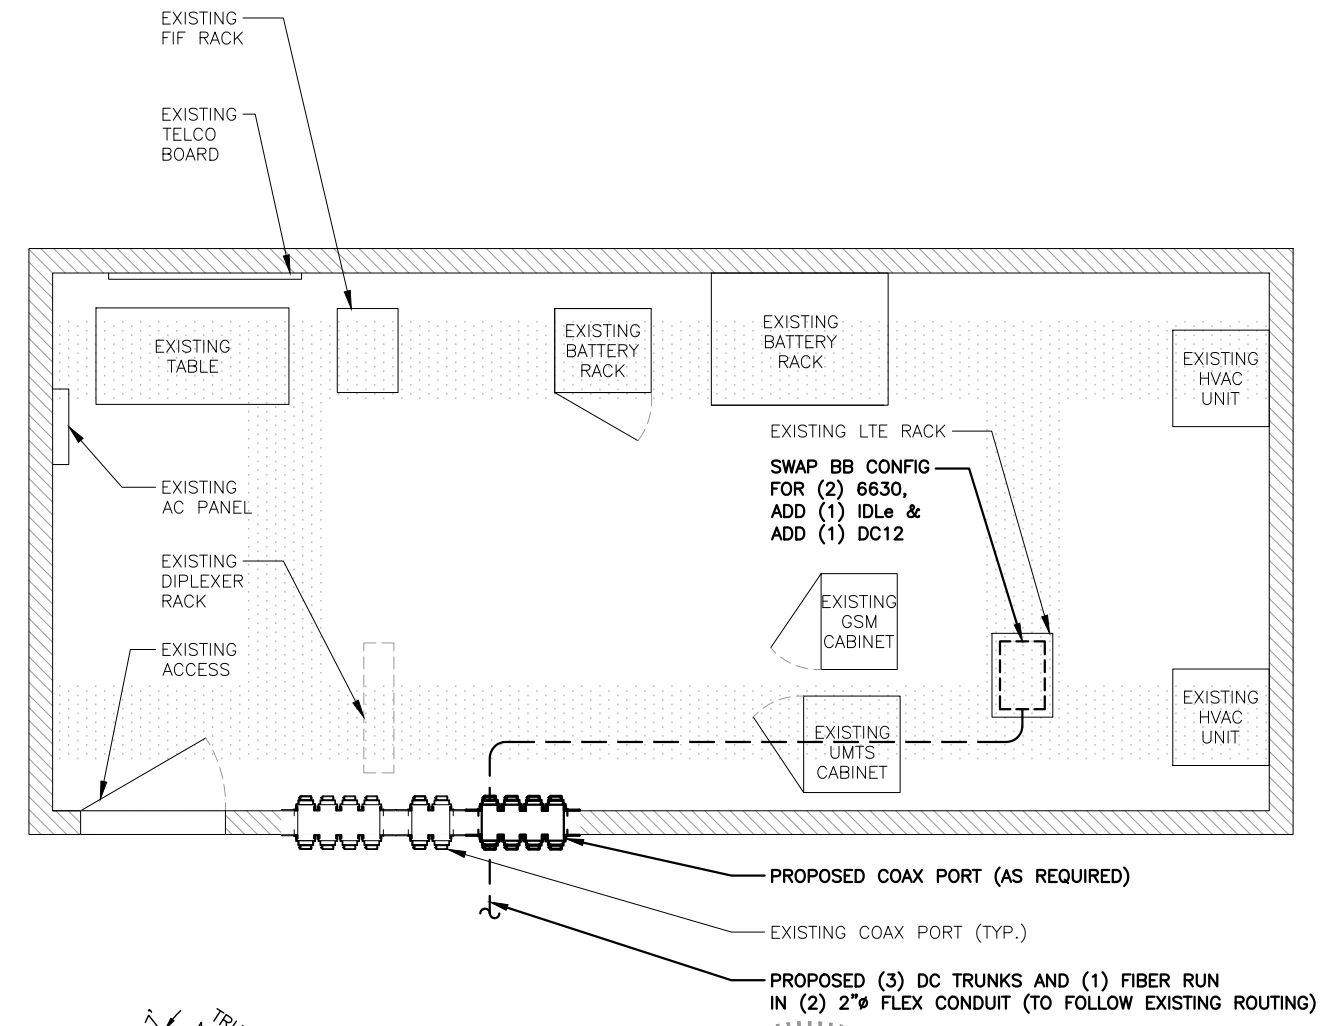 EXISTING
FIF RACK
EXISTING
TELCO
BOARD
EXISTING
TABLE
EXISTING
BATTERY
RACK
EXISTING
BATTERY
RACK
EXISTING
HVAC
UNIT
EXISTING LTE RACK
SWAP BB CONFIG
FOR (2) 6630,
ADD (1) IDLe &
ADD (1) DC12
EXISTING
AC PANEL
EXISTING
DIPLEXER
RACK
EXISTING
GSM
CABINET
EXISTING
ACCESS
EXISTING
UMTS
CABINET
EXISTING
HVAC
UNIT
PROPOSED COAX PORT (AS REQUIRED)
EXISTING COAX PORT (TYP.)
PROPOSED (3) DC TRUNKS AND (1) FIBER RUN
IN (2) 2"ø FLEX CONDUIT (TO FOLLOW EXISTING ROUTING)